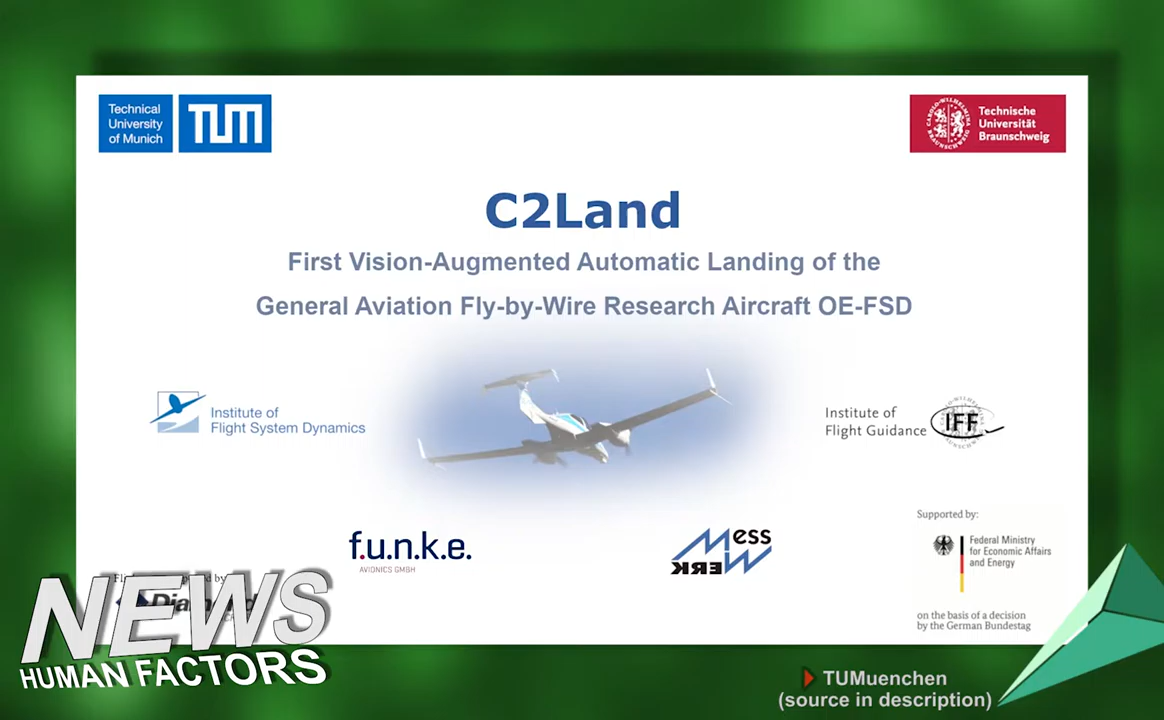 Technical
University
of Munich
TUM
Technische
Universität
Braunschweig
C2Land
First Vision-Augmented Automatic Landing of the
General Aviation Fly-by-Wire Research Aircraft OE-FSD
Institute of
Flight System Dynamics
Institute of
Flight Guidance
IFF
f.u.n.k.e.
AVIONICS GMBH
Mess
Werk
Supported by:
Federal Ministry
for Economic Affairs
and Energy
on the basis of a decision
by the German Bundestag
by
Diamond
NEWS
HUMAN FACTORS
TUMuenchen
(source in description)